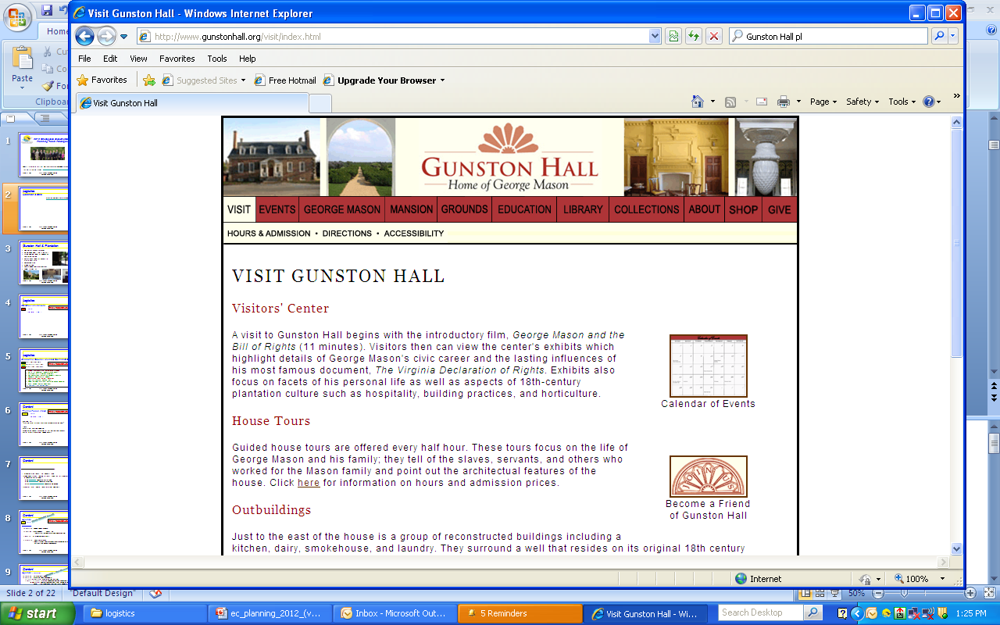 Visit Gunston Hall - Windows Internet Explorer
http://www.gunstonhall.org/visit/index.html
Gunston Hall pl
File Edit View Favorites Tools Help
Favorites Suggested Sites Free Hotmail Upgrade Your Browser
Visit Gunston Hall
Page Safety Tools
Home
Cu
Co
Paste
For
Clipboa
GUNSTON HALL
Home of George Mason
VISIT EVENTS GEORGE MASON MANSION GROUNDS EDUCATION LIBRARY COLLECTIONS ABOUT SHOP GIVE
HOURS & ADMISSION • DIRECTIONS • ACCESSIBILITY
VISIT GUNSTON HALL
Visitors' Center
A visit to Gunston Hall begins with the introductory film, George Mason and the
Bill of Rights (11 minutes). Visitors then can view the center's exhibits which
highlight details of George Mason's civic career and the lasting influences of
his most famous document, The Virginia Declaration of Rights. Exhibits also
focus on facets of his personal life as well as aspects of 18th-century
plantation culture such as hospitality, building practices, and horticulture.
Calendar of Events
House Tours
Guided house tours are offered every half hour. These tours focus on the life of
George Mason and his family; they tell of the slaves, servants, and others who
worked for the Mason family and point out the architectual features of the
house. Click here for information on hours and admission prices.
JOIN US
Become a Friend
of Gunston Hall
Outbuildings
Just to the east of the house is a group of reconstructed buildings including a
kitchen, dairy, smokehouse, and laundry. They surround a well that resides on its original 18th century
1
2
3
Gunston Hall & Plantation
4
5
6
7
8
9
Internet
100%
Slide 2 of 22 "Default Design" 50%
start logistics ec_planning_2012_(v... Inbox - Microsoft Out... 5 Reminders Visit Gunston Hall - Wi... Search Desktop 1:25 PM